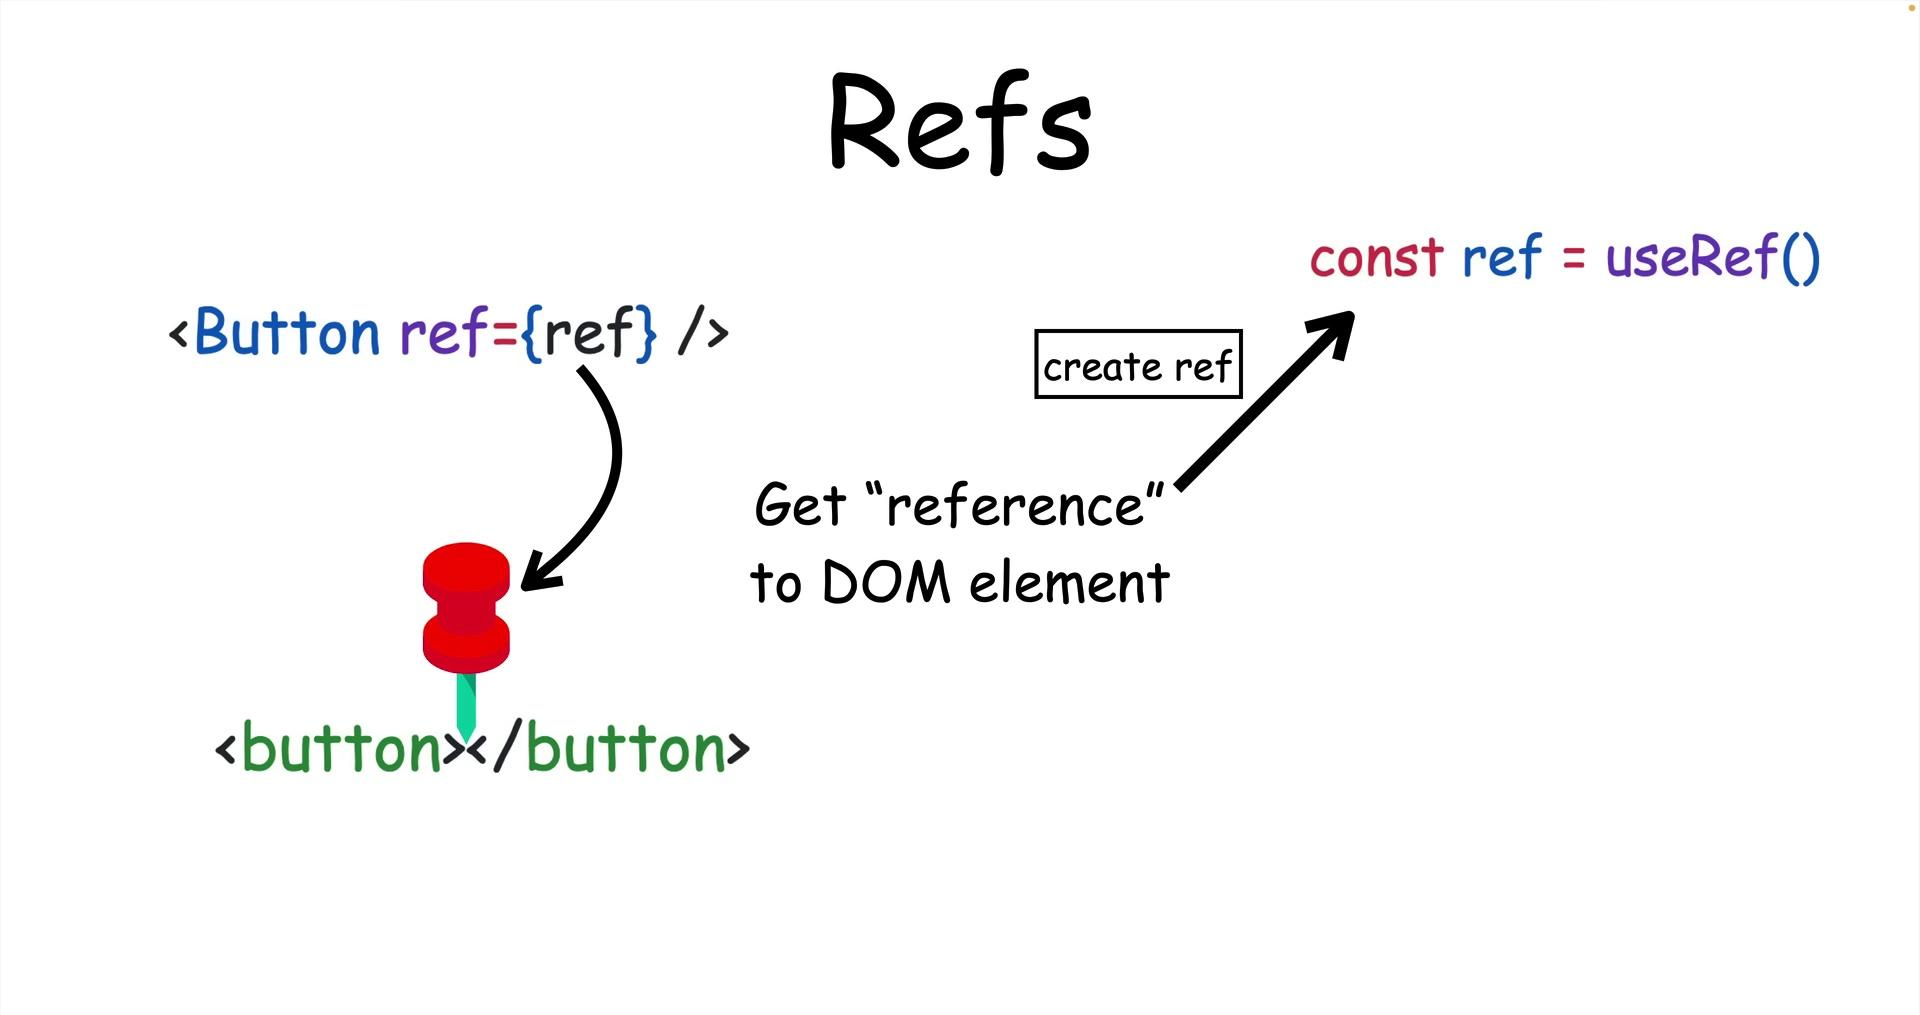 Refs
const ref = useRef()
<Button ref={ref} />
create ref
Get “reference”
to DOM element
<button></button>